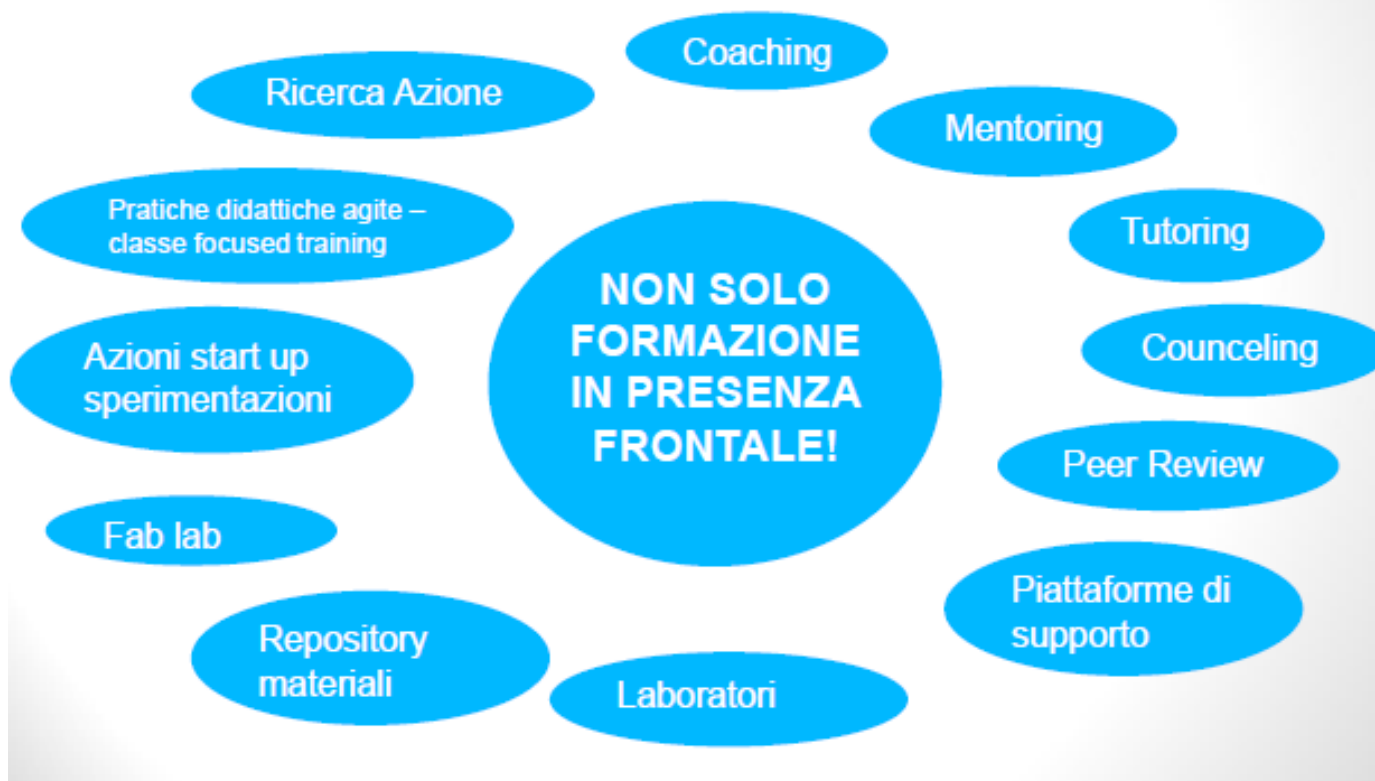 Coaching
Ricerca Azione
Mentoring
Pratiche didattiche agite –
classe focused training
Tutoring
NON SOLO
FORMAZIONE
IN PRESENZA
FRONTALE!
Azioni start up
sperimentazioni
Counceling
Peer Review
Fab lab
Piattaforme di
supporto
Repository
materiali
Laboratori